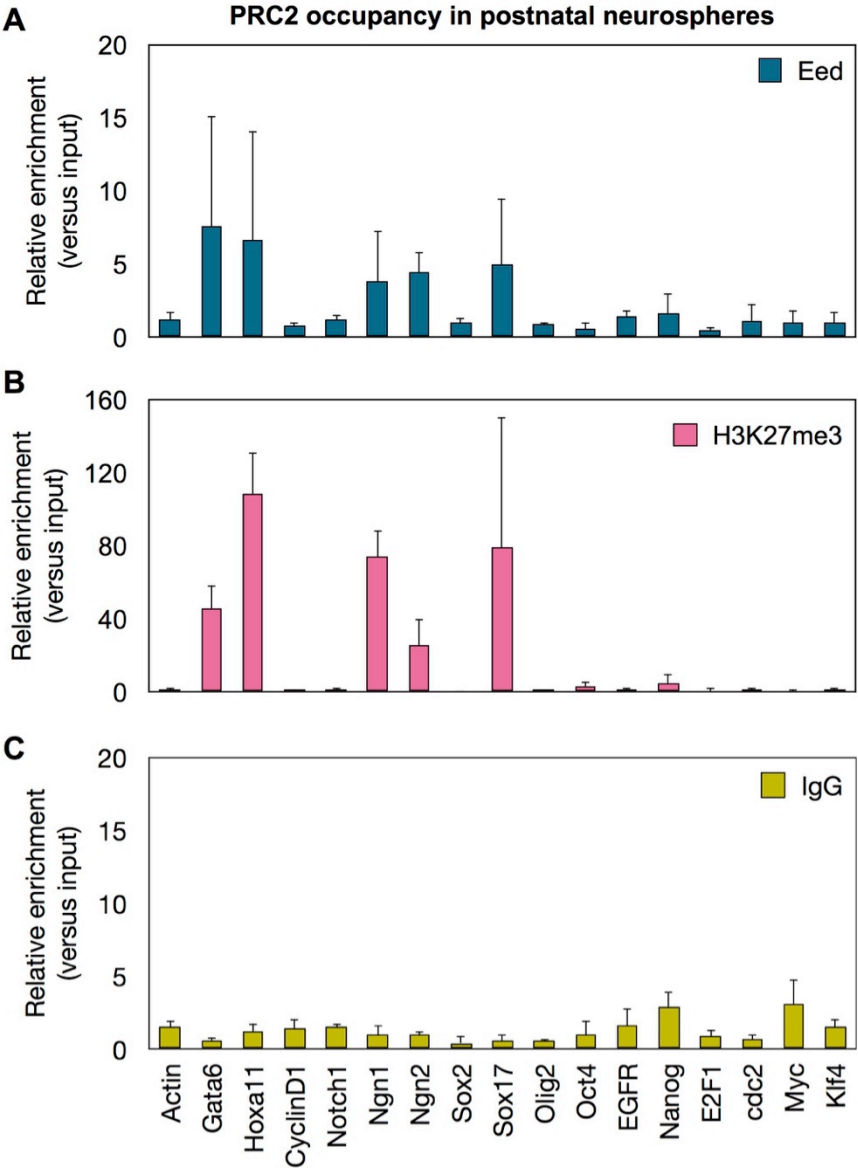 A
PRC2 occupancy in postnatal neurospheres
Relative enrichment
(versus input)
20
15
10
5
0
Eed
B
Relative enrichment
(versus input)
160
120
80
40
0
H3K27me3
C
Relative enrichment
(versus input)
20
15
10
5
0
IgG
Actin
Gata6
Hoxa11
CyclinD1
Notch1
Ngn1
Ngn2
Sox2
Sox17
Olig2
Oct4
EGFR
Nanog
E2F1
cdc2
Myc
Klf4